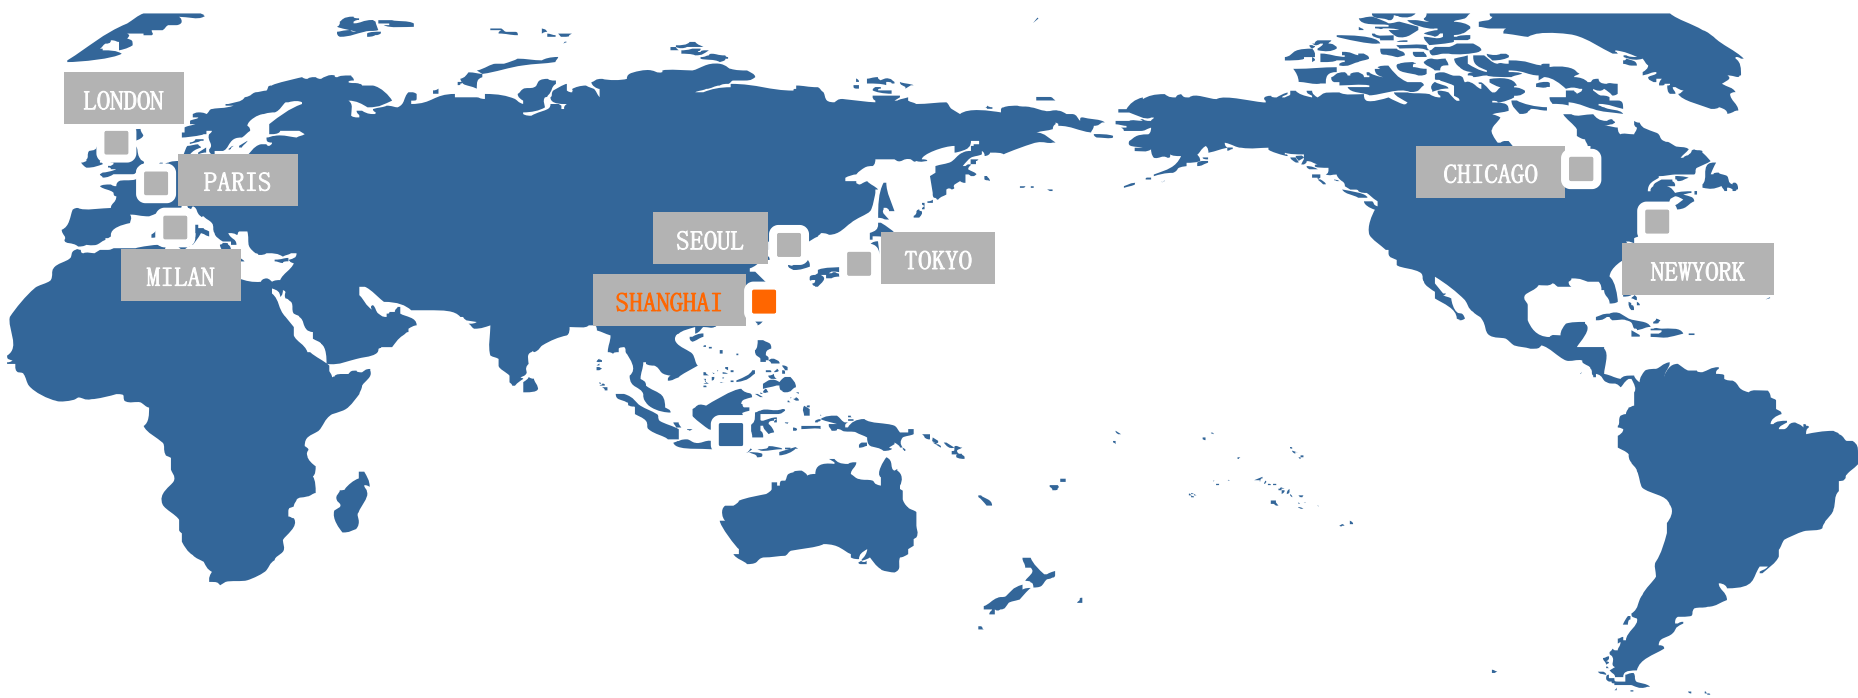 LONDON
PARIS
CHICAGO
SEOUL
TOKYO
MILAN
NEWYORK
SHANGHAI